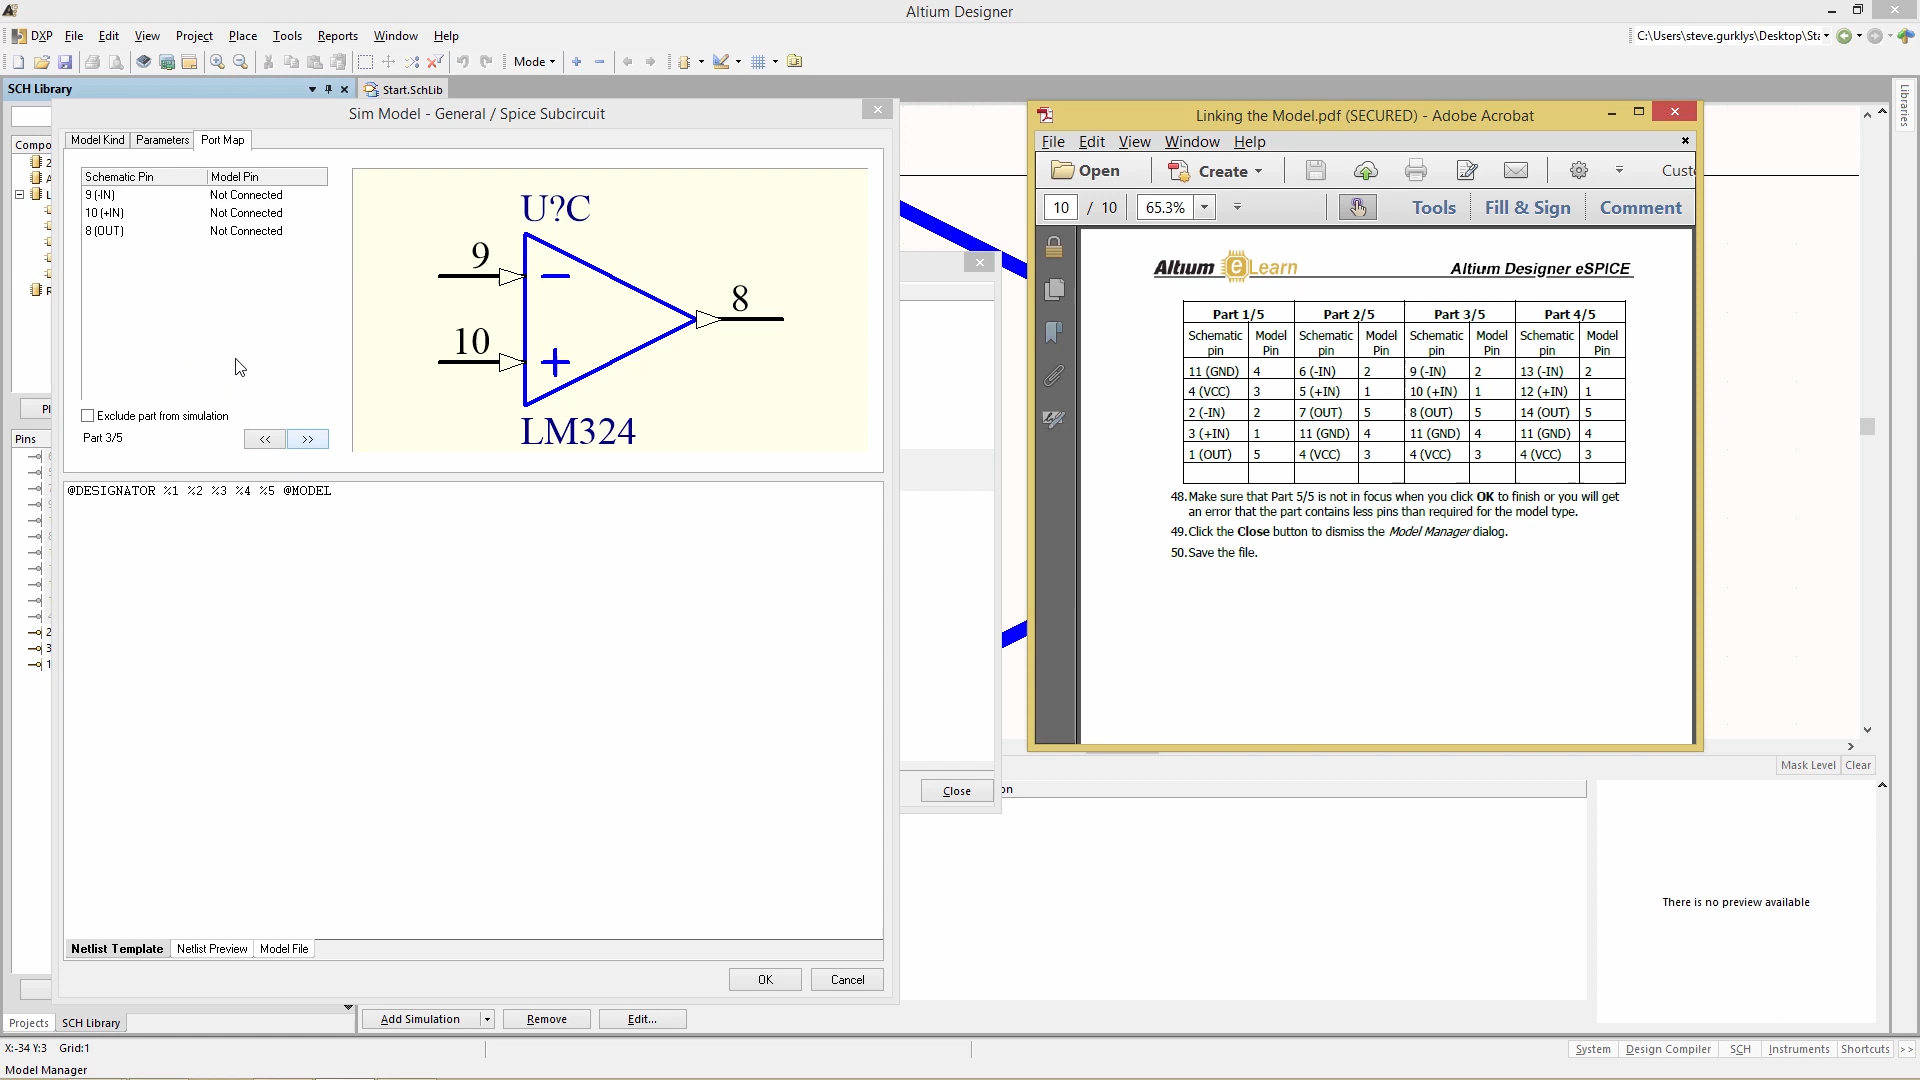 Altium Designer
DXP File Edit View Project Place Tools Reports Window Help
C:\Users\steve.gurklys\Desktop\Sta
Mode
SCH Library
Start.SchLib
Libraries
Sim Model - General / Spice Subcircuit
Model Kind Parameters Port Map
Compo
Schematic Pin Model Pin
9 (-IN) Not Connected
10 (+IN) Not Connected
8 (OUT) Not Connected
U?C
9
10
8
LM324
Exclude part from simulation
Part 3/5 << >>
Pl
Pins
2
3
1
@DESIGNATOR %1 %2 %3 %4 %5 @MODEL
Netlist Template Netlist Preview Model File
OK Cancel
Close
on
Linking the Model.pdf (SECURED) - Adobe Acrobat
File Edit View Window Help
Open Create Cust
10 / 10 65.3% Tools Fill & Sign Comment
Altium eLearn Altium Designer eSPICE
Part 1/5 Part 2/5 Part 3/5 Part 4/5
Schematic pin Model Pin Schematic pin Model Pin Schematic pin Model Pin Schematic pin Model Pin
11 (GND) 4 6 (-IN) 2 9 (-IN) 2 13 (-IN) 2
4 (VCC) 3 5 (+IN) 1 10 (+IN) 1 12 (+IN) 1
2 (-IN) 2 7 (OUT) 5 8 (OUT) 5 14 (OUT) 5
3 (+IN) 1 11 (GND) 4 11 (GND) 4 11 (GND) 4
1 (OUT) 5 4 (VCC) 3 4 (VCC) 3 4 (VCC) 3
48. Make sure that Part 5/5 is not in focus when you click OK to finish or you will get
an error that the part contains less pins than required for the model type.
49. Click the Close button to dismiss the Model Manager dialog.
50. Save the file.
Mask Level Clear
There is no preview available
Projects SCH Library
Add Simulation Remove Edit...
X:-34 Y:3 Grid:1
System Design Compiler SCH Instruments Shortcuts >>
Model Manager